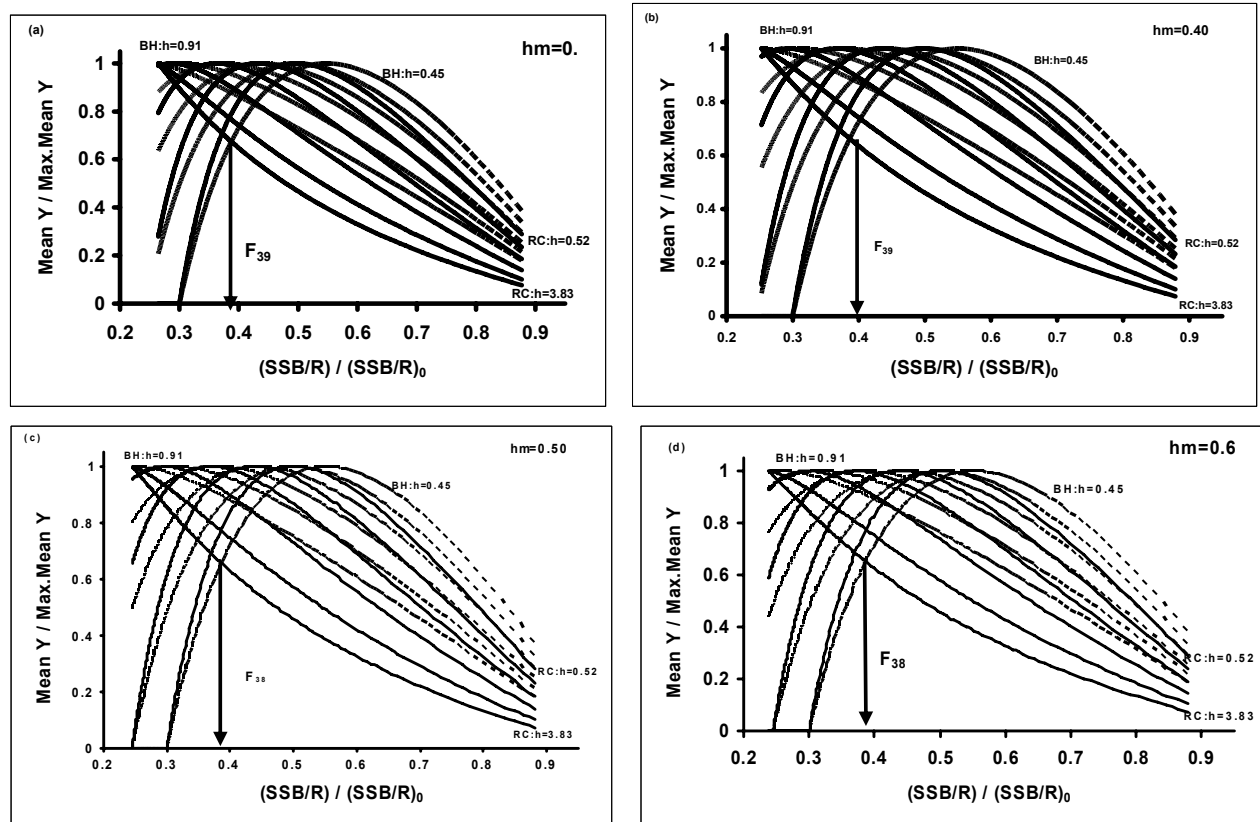 (a)
hm=0.
BH:h=0.91
BH:h=0.45
Mean Y / Max.Mean Y
1
0.8
0.6
0.4
0.2
0
F39
RC:h=0.52
RC:h=3.83
0.2 0.3 0.4 0.5 0.6 0.7 0.8 0.9
(SSB/R) / (SSB/R)0
(b)
hm=0.40
BH:h=0.91
BH:h=0.45
Mean Y / Max.Mean Y
1
0.8
0.6
0.4
0.2
0
F39
RC:h=0.52
RC:h=3.83
0.2 0.3 0.4 0.5 0.6 0.7 0.8 0.9
(SSB/R) / (SSB/R)0
(c)
hm=0.50
BH:h=0.91
BH:h=0.45
Mean Y / Max.Mean Y
1
0.8
0.6
0.4
0.2
0
F38
RC:h=0.52
RC:h=3.83
0.2 0.3 0.4 0.5 0.6 0.7 0.8 0.9
(SSB/R) / (SSB/R)0
(d)
hm=0.6
BH:h=0.91
BH:h=0.45
Mean Y / Max.Mean Y
1
0.8
0.6
0.4
0.2
0
F38
RC:h=0.52
RC:h=3.83
0.2 0.3 0.4 0.5 0.6 0.7 0.8 0.9
(SSB/R) / (SSB/R)0